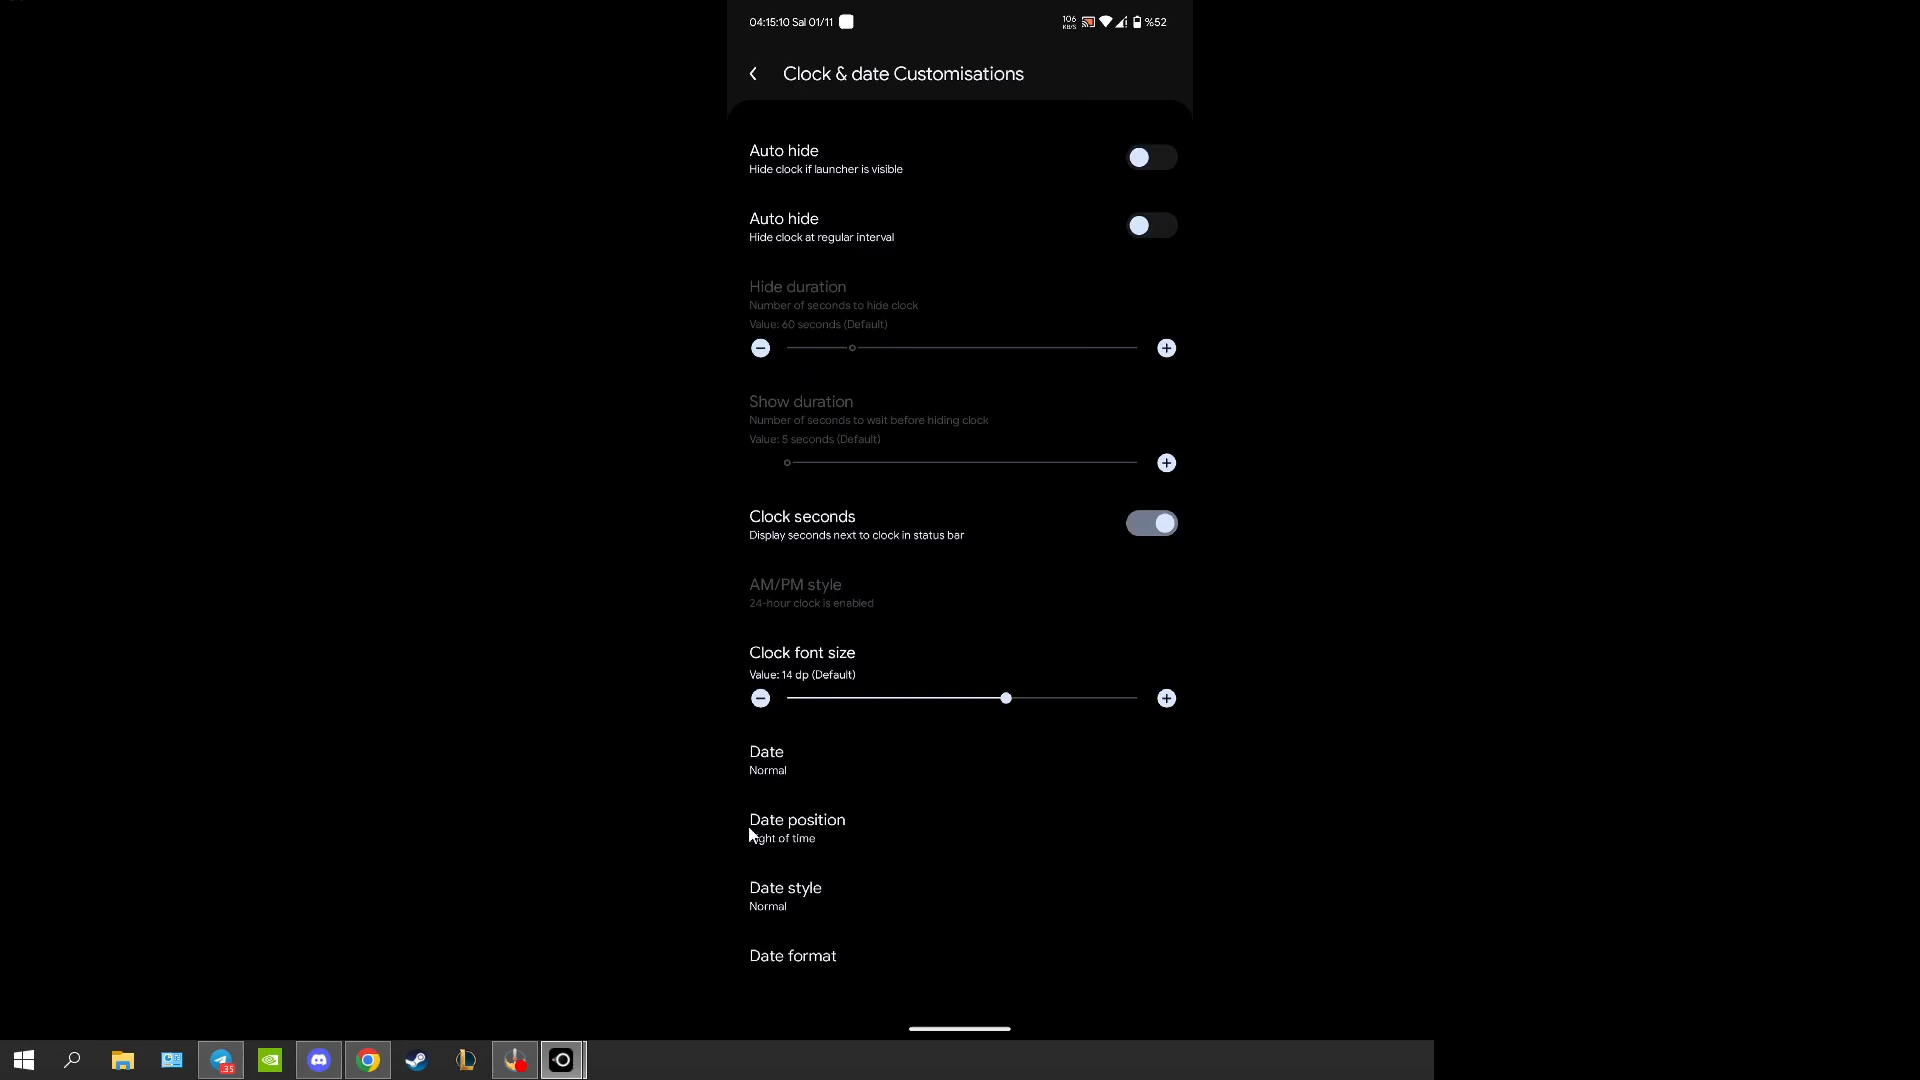 04:15:10 Sal 01/11
106
KB/S
%52
Clock & date Customisations
Auto hide
Hide clock if launcher is visible
Auto hide
Hide clock at regular interval
Hide duration
Number of seconds to hide clock
Value: 60 seconds (Default)
Show duration
Number of seconds to wait before hiding clock
Value: 5 seconds (Default)
Clock seconds
Display seconds next to clock in status bar
AM/PM style
24-hour clock is enabled
Clock font size
Value: 14 dp (Default)
Date
Normal
Date position
Right of time
Date style
Normal
Date format
35